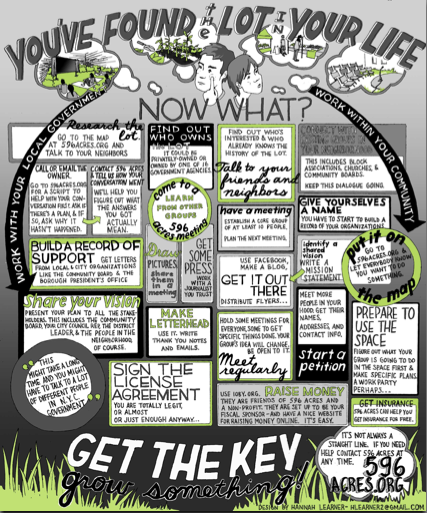 YOU'VE FOUND THE LOT IN YOUR LIFE
NOW WHAT?
WORK WITH YOUR LOCAL GOVERNMENT
WORK WITHIN YOUR COMMUNITY
Research the lot.
GO TO THE MAP
AT 596ACRES.ORG AND
TALK TO YOUR NEIGHBORS
FIND OUT
WHO OWNS
IT COULD BE
PRIVATELY-OWNED OR
OWNED BY ONE OF 16
GOVERNMENT AGENCIES.
FIND OUT WHO'S
INTERESTED & WHO
ALREADY KNOWS THE
HISTORY OF THE LOT.
Talk to your
friends and
neighbors
THIS INCLUDES BLOCK
ASSOCIATIONS, CHURCHES &
COMMUNITY BOARDS.
KEEP THIS DIALOGUE GOING.
CALL OR EMAIL THE
OWNER.
GO TO 596ACRES.ORG
FOR A SCRIPT TO
HELP WITH YOUR CON-
VERSATION FIRST. ASK IF
THERE'S A PLAN, & IF
SO, ASK WHY IT
HASN'T HAPPENED.
CONTACT 596 ACRES
& TELL US HOW YOUR
CONVERSATION WENT!
WE'LL HELP YOU
FIGURE OUT WHAT
THE ANSWERS
YOU GOT
ACTUALLY
MEAN.
come to a
LEARN
FROM OTHER
GROUPS
596
acres meeting
have a meeting
ESTABLISH A CORE GROUP
OF AT LEAST 10 PEOPLE.
PLAN THE NEXT MEETING.
GIVE YOURSELVES
A NAME
YOU HAVE TO START TO BUILD A
SECOND OF YOUR ORGANIZATION.
BUILD A RECORD OF
SUPPORT
GET LETTERS
FROM LOCAL & CITY ORGANIZATIONS
LIKE THE COMMUNITY BOARD & THE
BOROUGH PRESIDENT'S OFFICE
Draw
PICTURES,
share
them in a
meeting
GET
SOME
PRESS
WORK
WITH A
JOURNALIST YOU
TRUST
USE FACEBOOK,
MAKE A BLOG,
GET IT OUT
THERE
DISTRIBUTE FLYERS...
identify a
shared
vision
WRITE A
MISSION
STATEMENT.
put it on
GO TO
596ACRES.ORG &
LET EVERYONE
KNOW
YOU WANT TO DO
SOMETHING
the map
Share your vision
PRESENT YOUR PLAN TO ALL THE STAKE-
HOLDERS. THIS INCLUDES THE COMMUNITY
BOARD, YOUR CITY COUNCIL REP, THE DISTRICT
LEADER, & THE PEOPLE IN THE
NEIGHBORHOOD
OF COURSE.
MAKE
LETTERHEAD
USE IT. WRITE
THANK YOU NOTES
AND EMAILS.
HOLD SOME MEETINGS FOR
EVERYONE, SOME TO GET
SPECIFIC THINGS DONE. YOUR
GROUP'S IDEA WILL CHANGE.
BE OPEN TO IT.
Meet
regularly
MEET MORE
PEOPLE IN YOUR
HOOD. GET THEIR
NAMES,
ADDRESSES, AND
CONTACT INFO.
start a
petition
PREPARE TO
USE THE
SPACE
FIGURE OUT WHAT YOUR
GROUP IS GOING TO DO
IN THE SPACE FIRST &
MAKE SPECIFIC PLANS.
A WORK PARTY
PERHAPS...
THIS
MIGHT TAKE A LONG
TIME AND YOU MIGHT
HAVE TO TALK TO A LOT
OF DIFFERENT PEOPLE
IN N.Y.C.
GOVERNMENT
SIGN THE
LICENSE
AGREEMENT
YOU ARE TOTALLY LEGIT,
OR ALMOST
OR JUST ENOUGH ANYWAY...
USE IOBY.ORG.
RAISE MONEY
THEY ARE FRIENDS OF 596 ACRES AND
A NON-PROFIT. THEY ARE SET UP TO BE YOUR
FISCAL SPONSOR—AND HAVE A NICE WEBSITE
FOR RAISING MONEY ONLINE. IT'S EASY.
GET INSURANCE
596 ACRES CAN HELP YOU
GET INSURANCE FOR FREE.
GET THE KEY
grow something!
IT'S NOT ALWAYS A
STRAIGHT LINE. IF YOU NEED
HELP CONTACT 596 ACRES AT
ANY TIME.
596
ACRES.ORG
DESIGN BY HANNAH LEARNER- HLEARNER2@GMAIL.COM